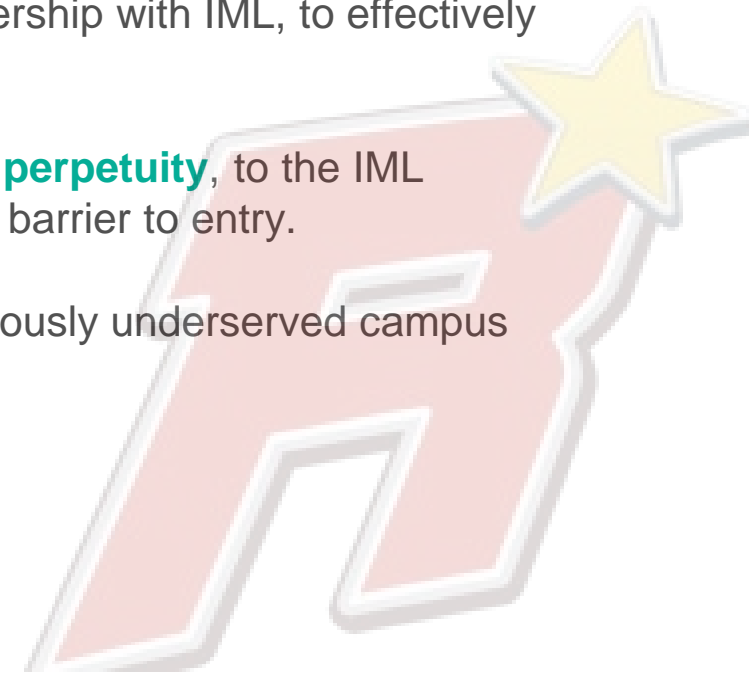 ership with IML, to effectively
perpetuity, to the IML
barrier to entry.
ously underserved campus
R